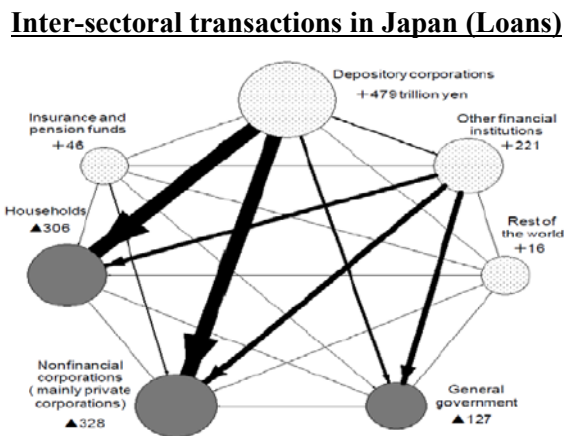 Inter-sectoral transactions in Japan (Loans)
Depository corporations
+479 trillion yen
Insurance and
pension funds
+46
Other financial
institutions
+221
Households
▲306
Rest of
the world
+16
Nonfinancial
corporations
(mainly private
corporations)
▲328
General
government
▲127